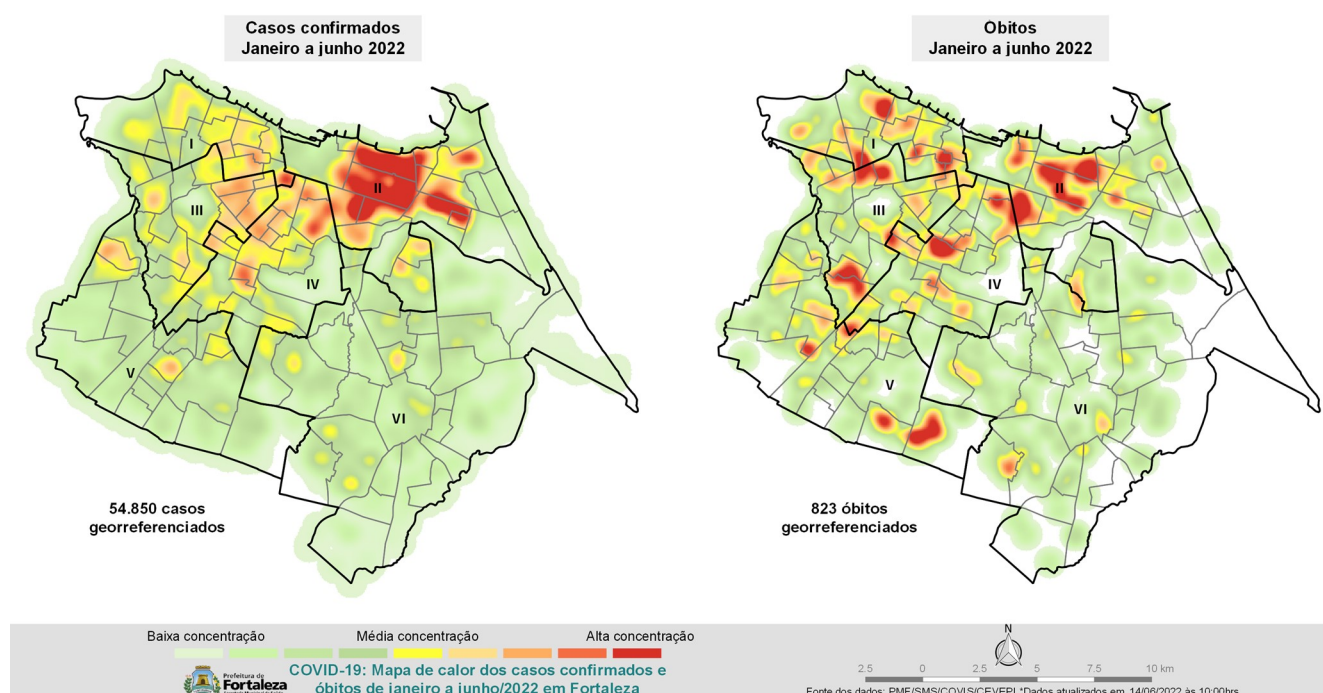 Casos confirmados
Janeiro a junho 2022
Óbitos
Janeiro a junho 2022
I
II
III
IV
V
VI
54.850 casos
georreferenciados
I
II
III
IV
V
VI
823 óbitos
georreferenciados
Baixa concentração
Média concentração
Alta concentração
Prefeitura de
Fortaleza
COVID-19: Mapa de calor dos casos confirmados e
óbitos de janeiro a junho/2022 em Fortaleza
N
2.5 0 2.5 5 7.5 10 km
Fonte dos dados: PMF/SMS/COVIS/CEVEPI *Dados atualizados em 14/06/2022 às 10:00hrs